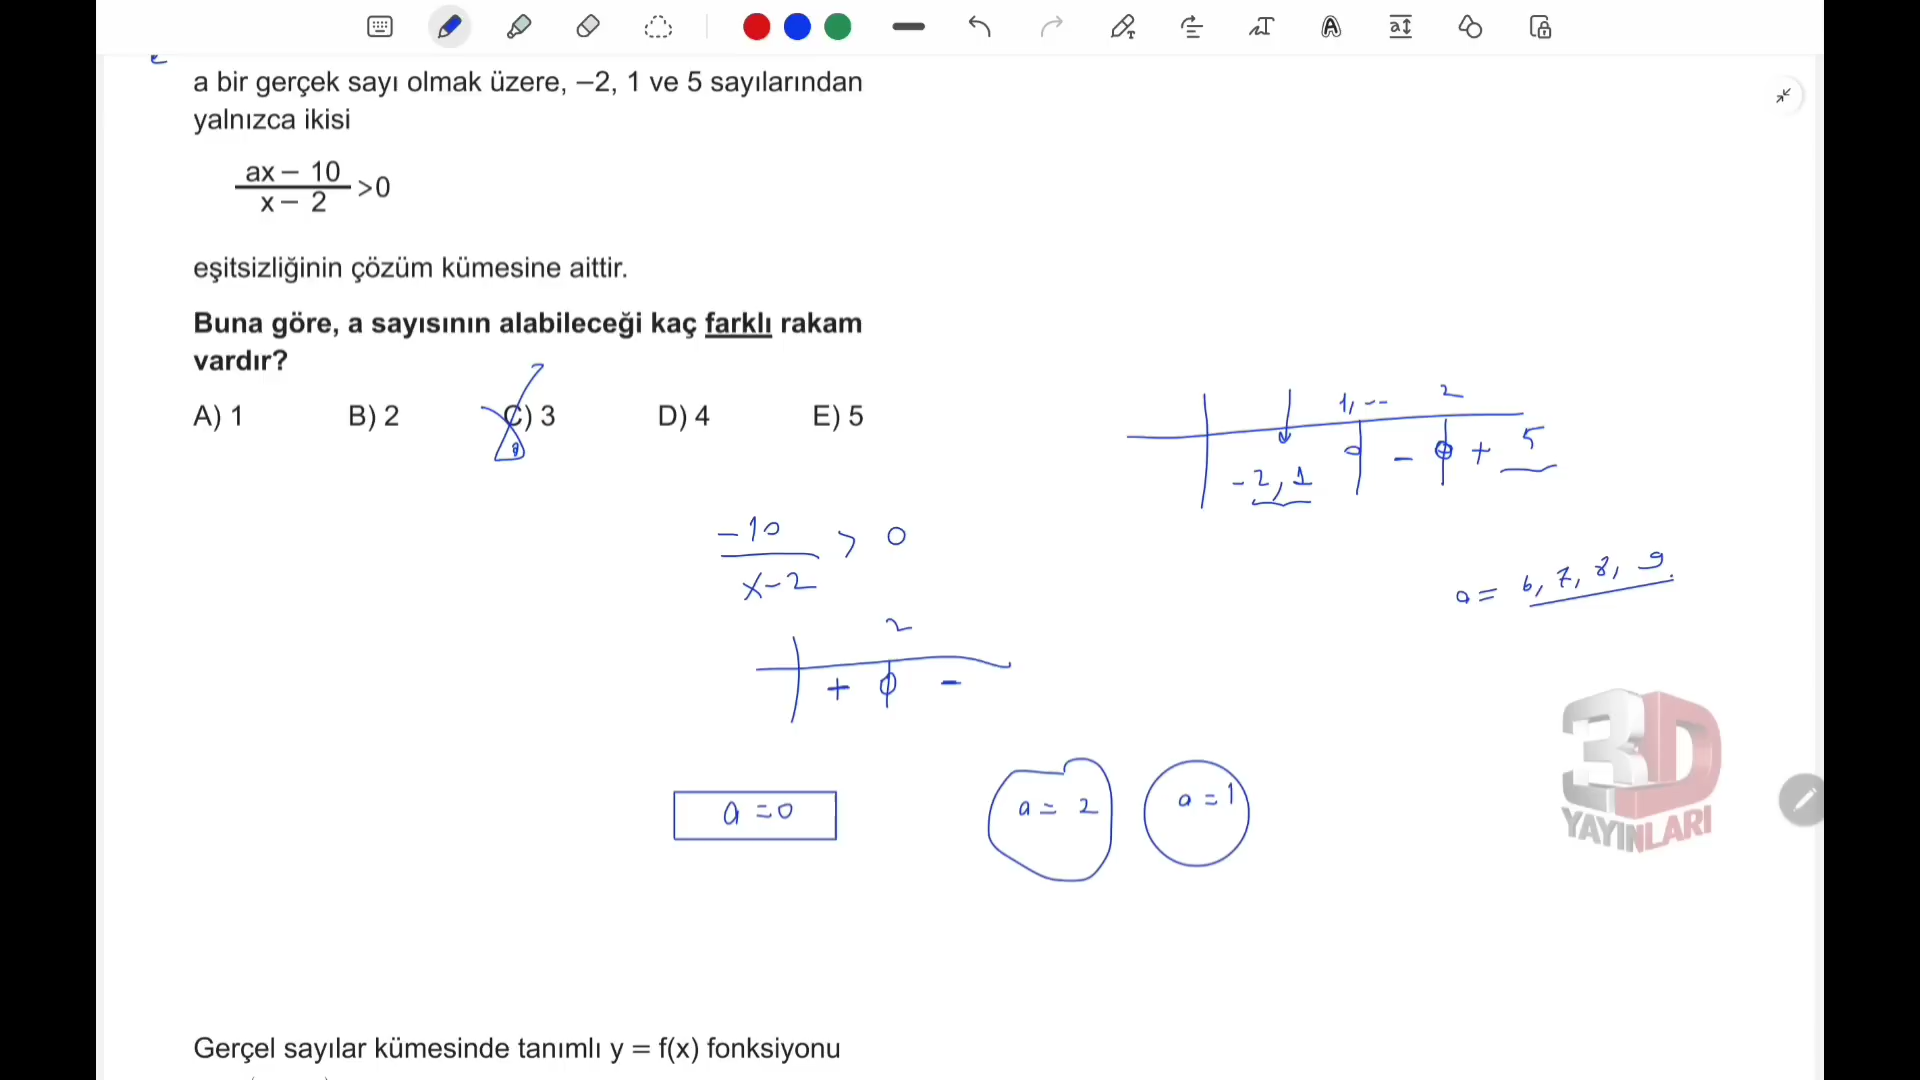 a bir gerçek sayı olmak üzere, –2, 1 ve 5 sayılarından
yalnızca ikisi
ax – 10
x – 2
>0
eşitsizliğinin çözüm kümesine aittir.
Buna göre, a sayısının alabileceği kaç farklı rakam
vardır?
A) 1 B) 2 C) 3 D) 4 E) 5
1, -- 2
-2, 1 - + 5
-10
x-2
> 0
a = 6, 7, 8, 9.
2
+ -
a = 0 a = 2 a = 1
3D
YAYINLARI
Gerçel sayılar kümesinde tanımlı y = f(x) fonksiyonu